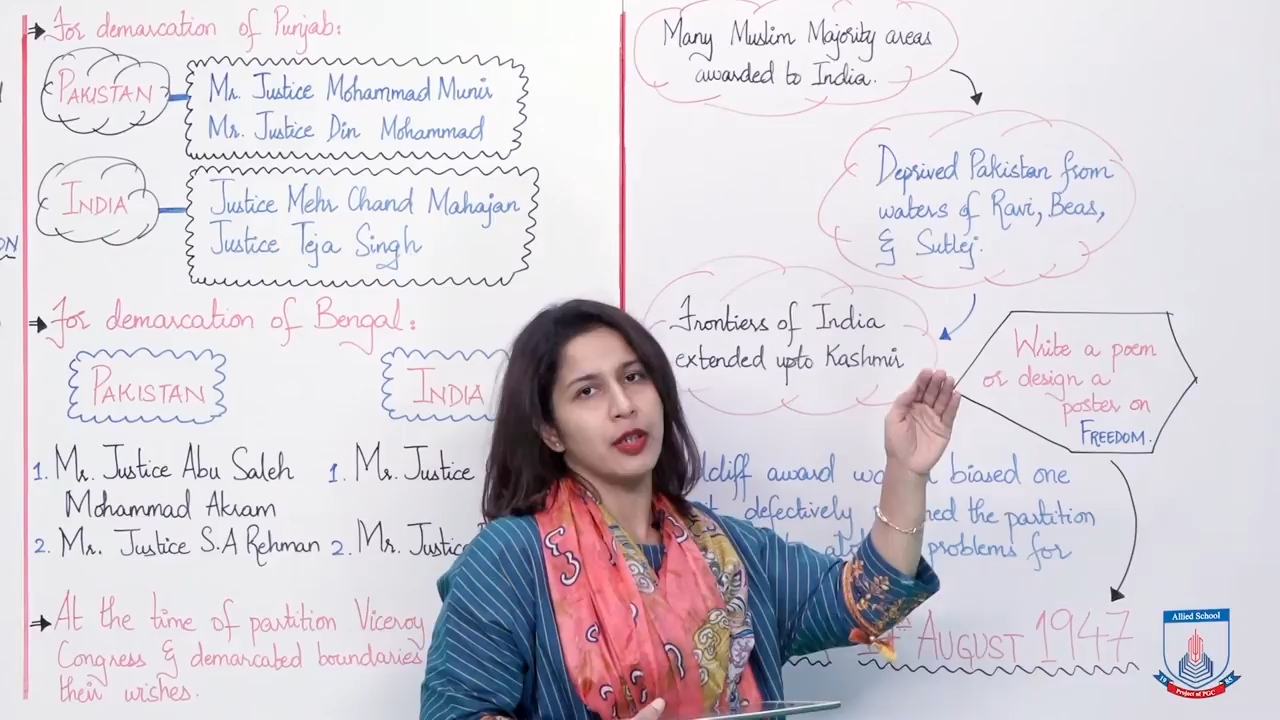 For demarcation of Punjab:
PAKISTAN
Mr. Justice Mohammad Munir
Mr. Justice Din Mohammad
INDIA
Justice Mehr Chand Mahajan
Justice Teja Singh
For demarcation of Bengal:
PAKISTAN
INDIA
1. Mr. Justice Abu Saleh
Mohammad Akram
2. Mr. Justice S.A Rehman
1. Mr. Justice
2. Mr.
At the time of partition Viceroy
Congress & demarcated boundaries
their wishes.
Many Muslim Majority areas
awarded to India.
Deprived Pakistan from
waters of Ravi, Beas,
& Sutlej.
Frontiers of India
extended upto Kashmir
Write a poem
or design a
poster on
FREEDOM.
award biased one
defectively the partition
problems for
AUGUST 1947
Allied School
1985
Project of PGC